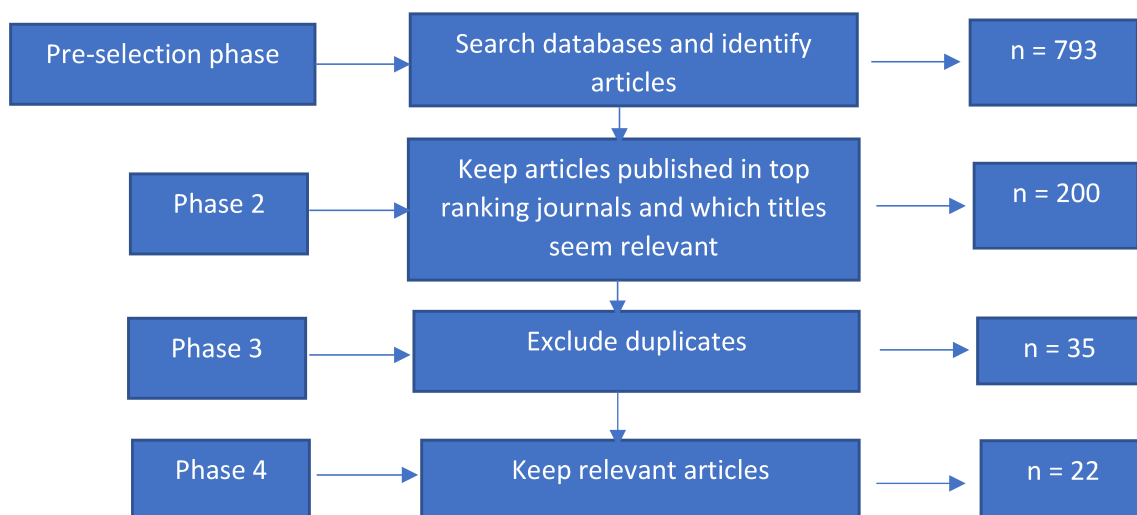 Pre-selection phase
Search databases and identify
articles
n = 793
Phase 2
Keep articles published in top
ranking journals and which titles
seem relevant
n = 200
Phase 3
Exclude duplicates
n = 35
Phase 4
Keep relevant articles
n = 22